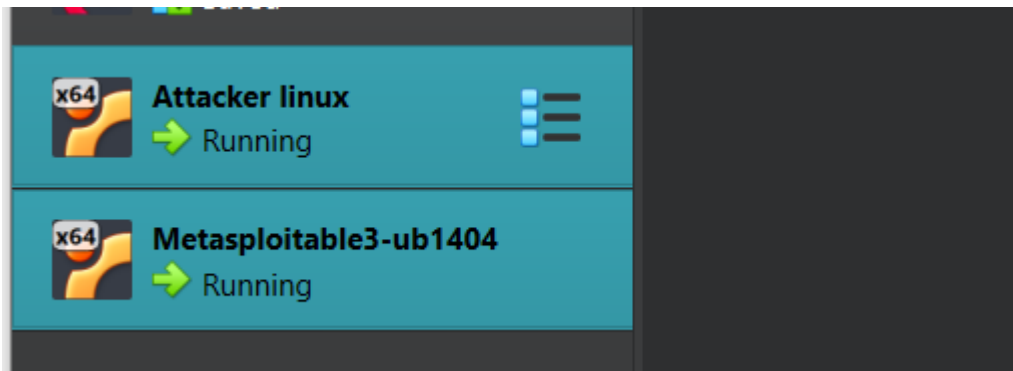 x64
Attacker linux
Running
x64
Metasploitable3-ub1404
Running